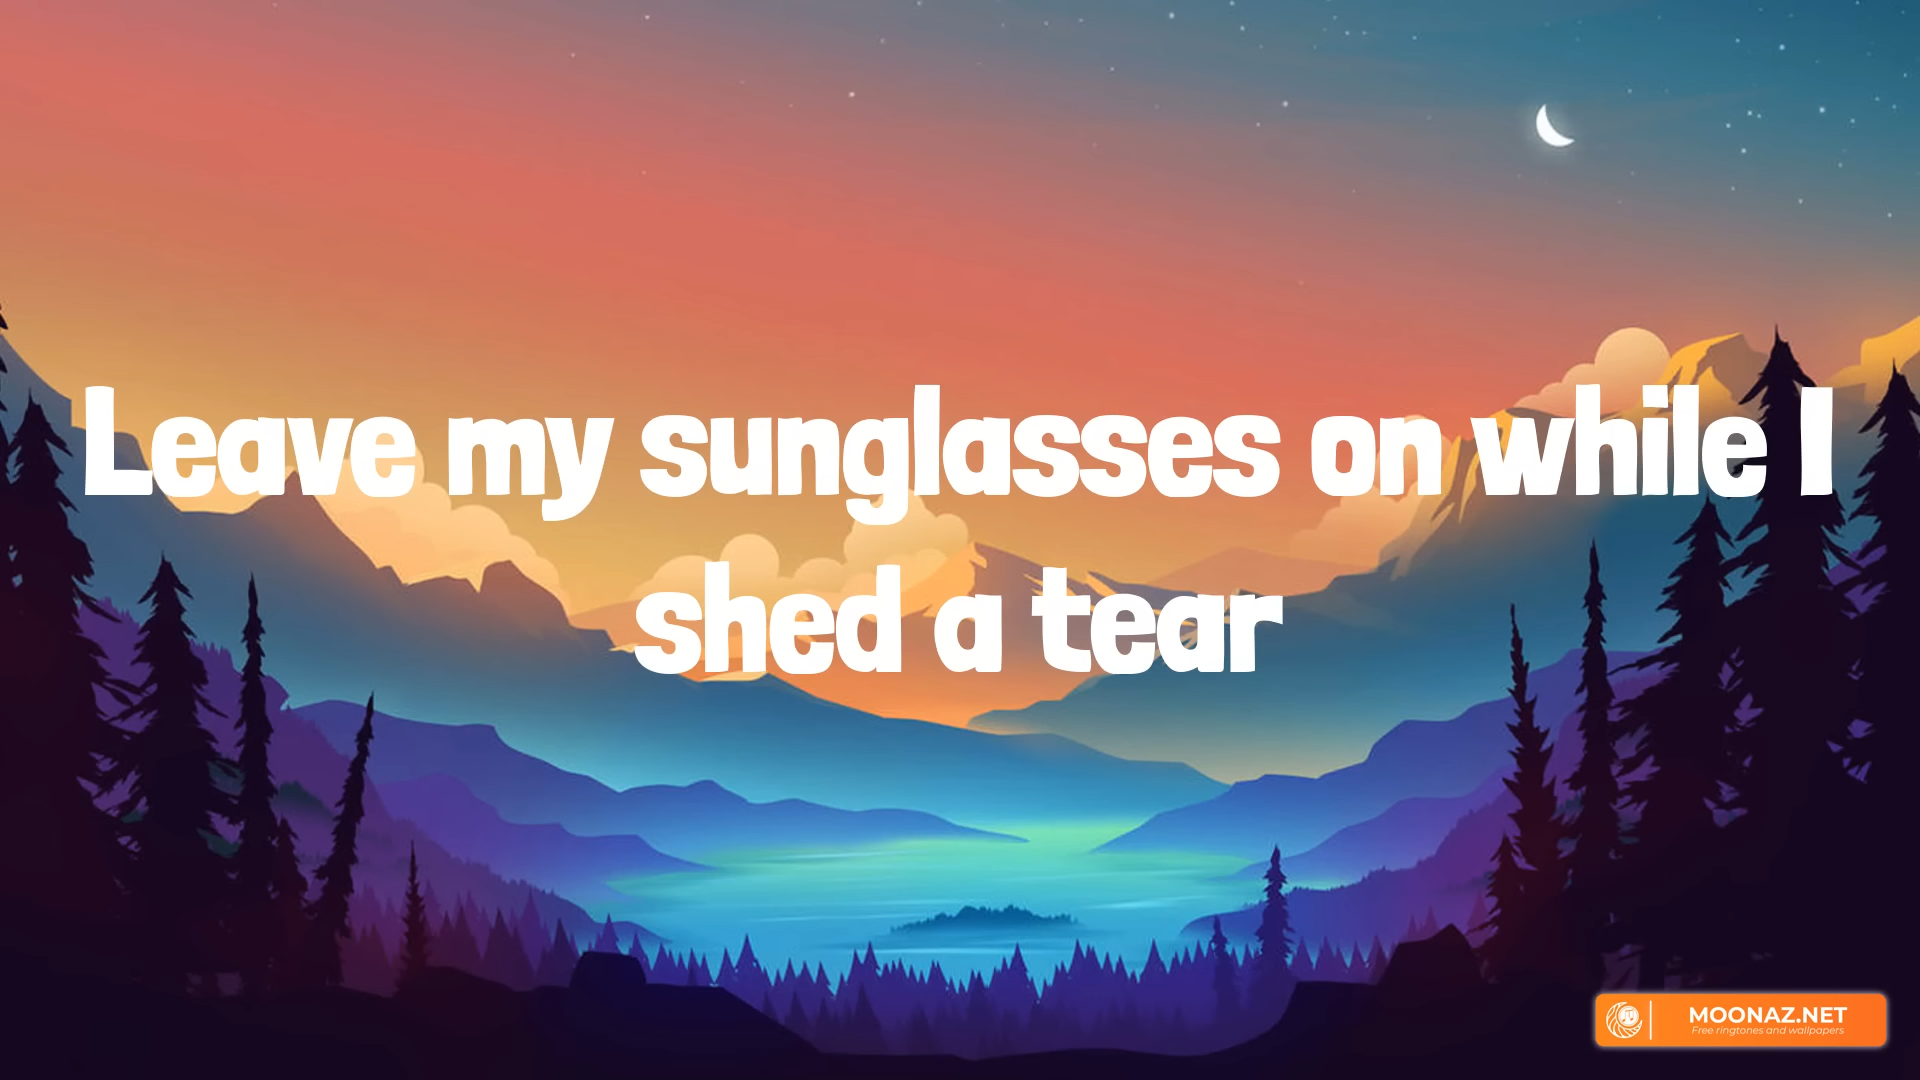 Leave my sunglasses on while I
shed a tear
MOONAZ.NET
Free ringtones and wallpapers